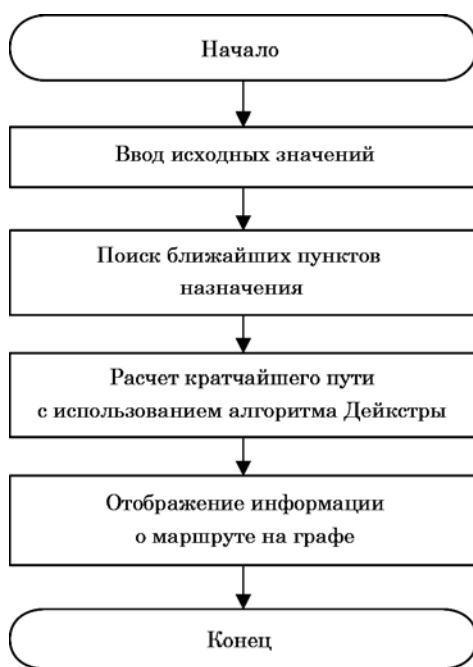 Начало
Ввод исходных значений
Поиск ближайших пунктов
назначения
Расчет кратчайшего пути
с использованием алгоритма Дейкстры
Отображение информации
о маршруте на графе
Конец